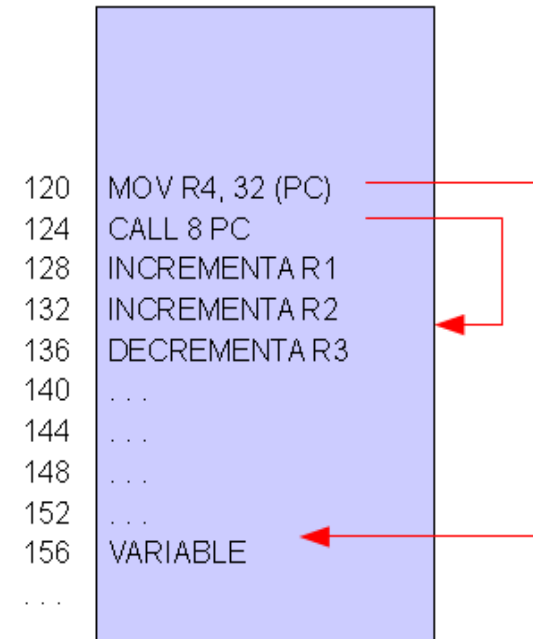 120 MOV R4, 32 (PC)
124 CALL 8 PC
128 INCREMENTA R1
132 INCREMENTA R2
136 DECREMENTA R3
140 . . .
144 . . .
148 . . .
152 . . .
156 VARIABLE
. . .